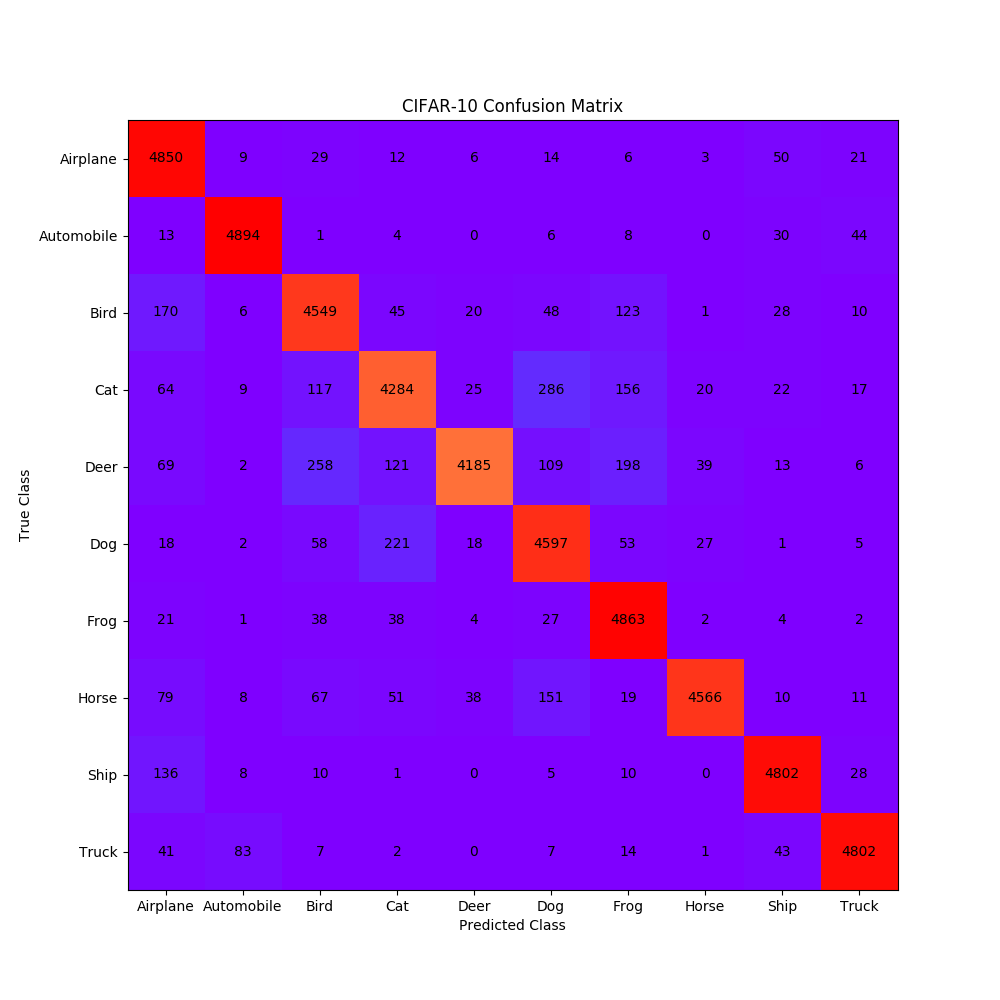 CIFAR-10 Confusion Matrix
Airplane 4850 9 29 12 6 14 6 3 50 21
Automobile 13 4894 1 4 0 6 8 0 30 44
Bird 170 6 4549 45 20 48 123 1 28 10
Cat 64 9 117 4284 25 286 156 20 22 17
Deer 69 2 258 121 4185 109 198 39 13 6
True Class
Dog 18 2 58 221 18 4597 53 27 1 5
Frog 21 1 38 38 4 27 4863 2 4 2
Horse 79 8 67 51 38 151 19 4566 10 11
Ship 136 8 10 1 0 5 10 0 4802 28
Truck 41 83 7 2 0 7 14 1 43 4802
Airplane Automobile Bird Cat Deer Dog Frog Horse Ship Truck
Predicted Class